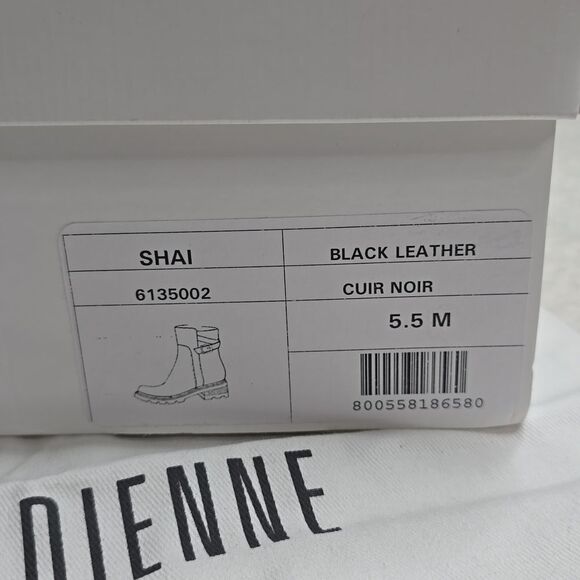 SHAI
BLACK LEATHER
6135002
CUIR NOIR
5.5 M
800558186580
DIENNE